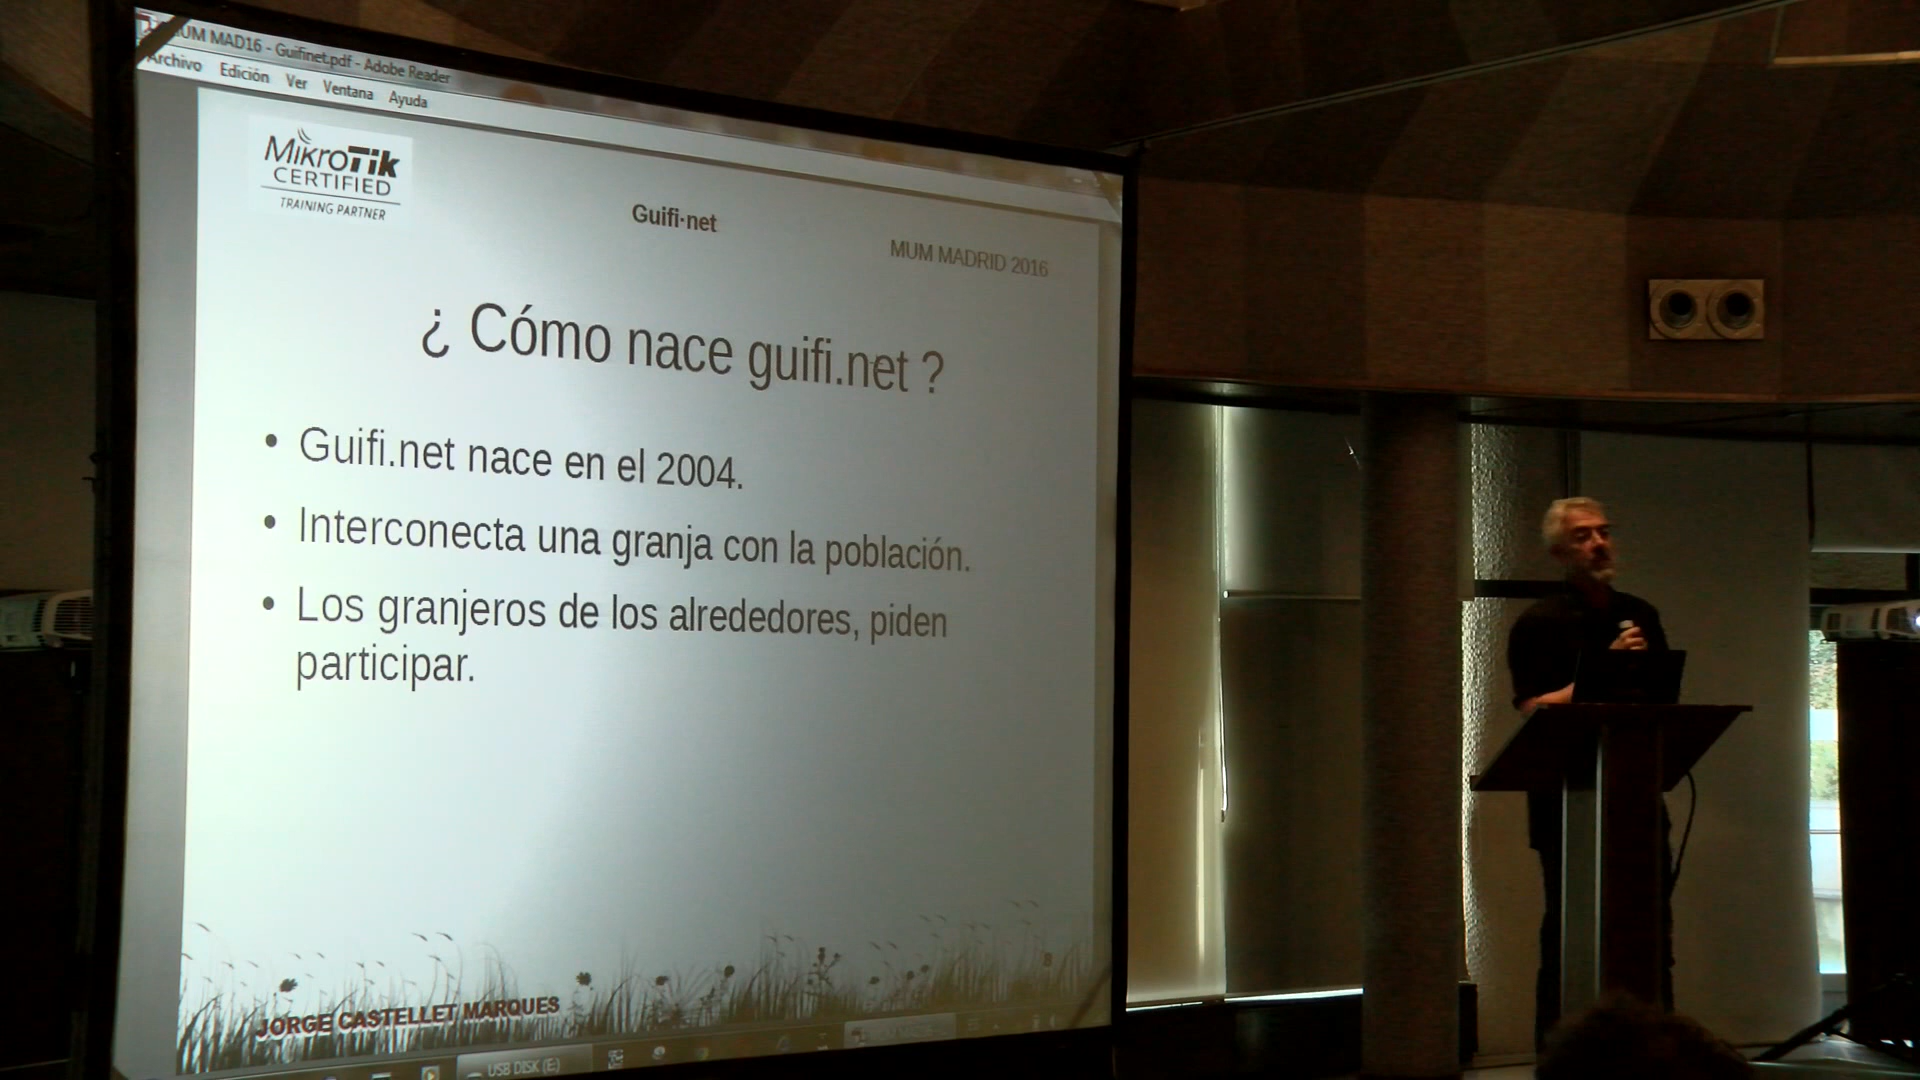 UM MAD16 - Guifinet.pdf - Adobe Reader
Archivo Edición Ver Ventana Ayuda
MikroTik
CERTIFIED
TRAINING PARTNER
Guifi·net
MUM MADRID 2016
¿ Cómo nace guifi.net ?
• Guifi.net nace en el 2004.
• Interconecta una granja con la población.
• Los granjeros de los alrededores, piden
participar.
8
JORGE CASTELLET MARQUES
USB DISK (E:)